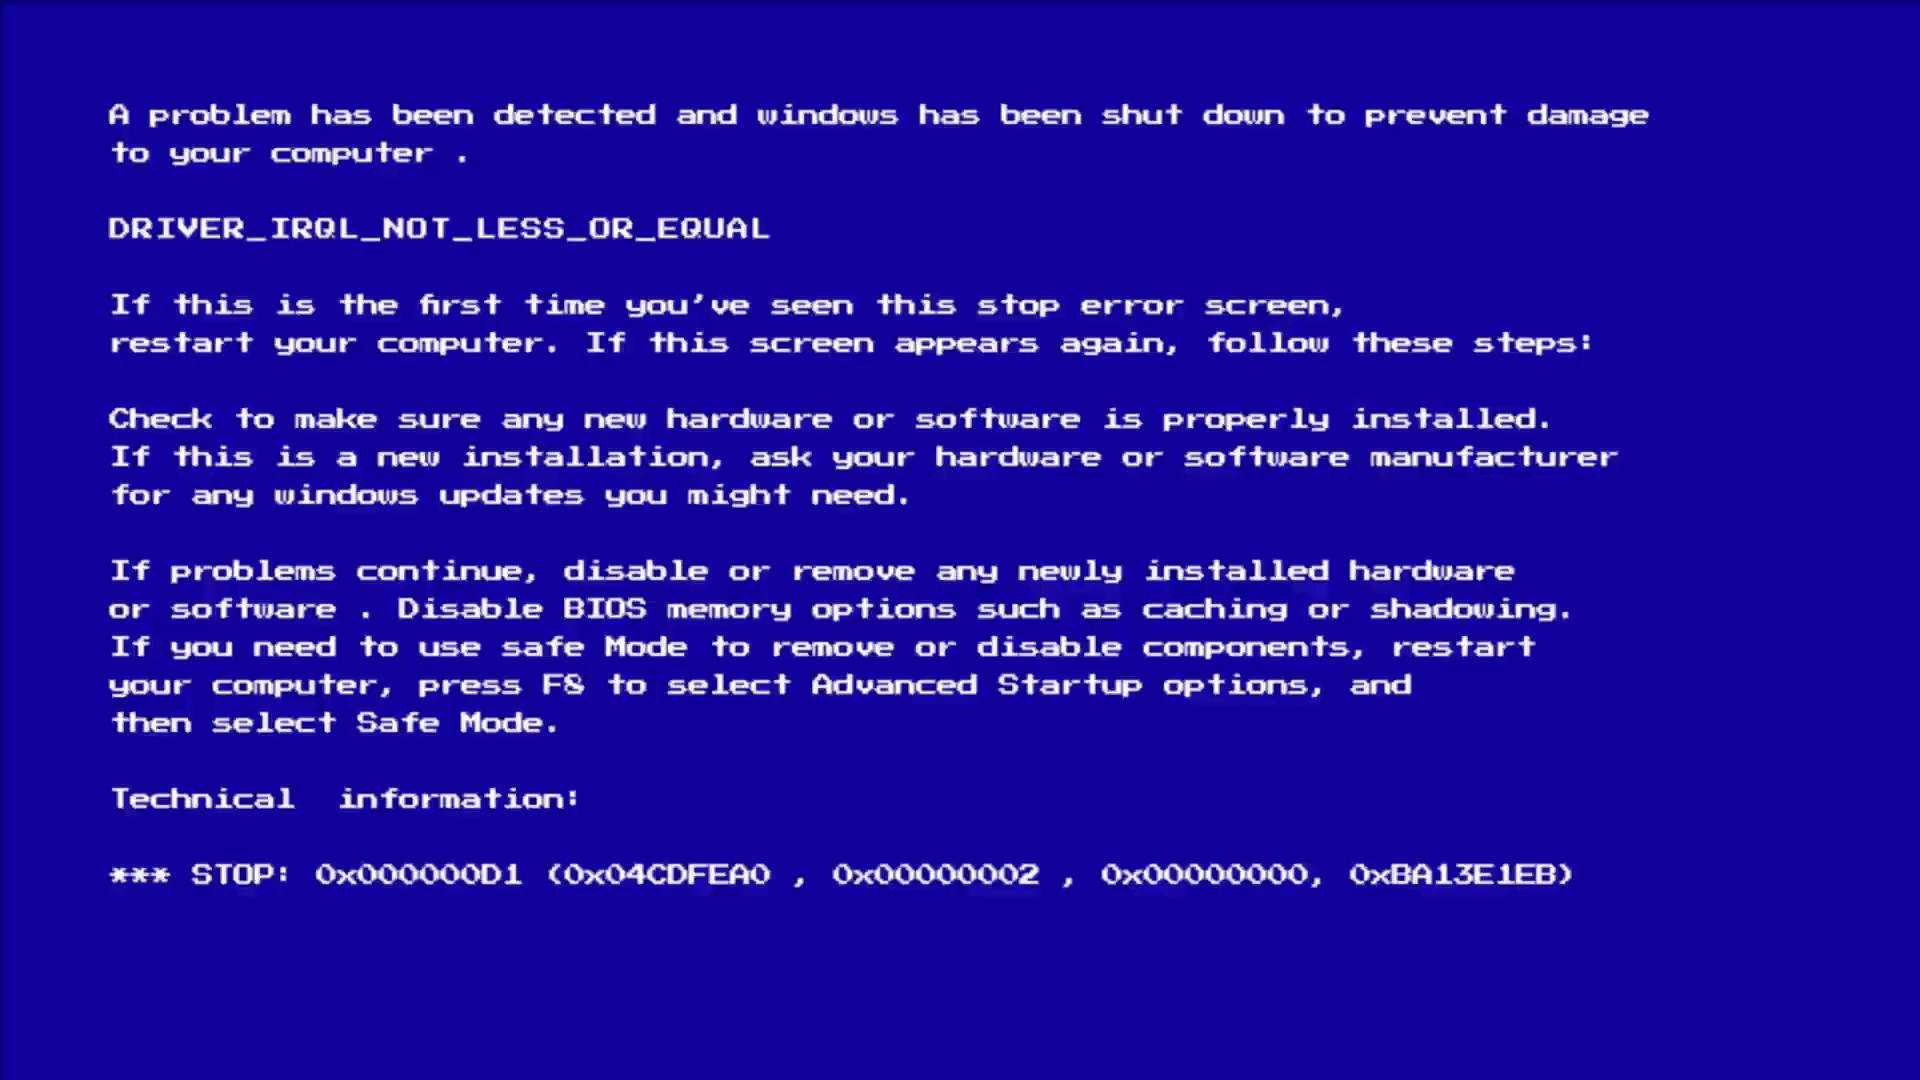 A problem has been detected and windows has been shut down to prevent damage
to your computer .
DRIVER_IRQL_NOT_LESS_OR_EQUAL
If this is the first time you've seen this stop error screen,
restart your computer. If this screen appears again, follow these steps:
Check to make sure any new hardware or software is properly installed.
If this is a new installation, ask your hardware or software manufacturer
for any windows updates you might need.
If problems continue, disable or remove any newly installed hardware
or software . Disable BIOS memory options such as caching or shadowing.
If you need to use safe Mode to remove or disable components, restart
your computer, press F& to select Advanced Startup options, and
then select Safe Mode.
Technical  information:
*** STOP: 0x000000D1 (0x04CDFEA0 , 0x00000002 , 0x00000000, 0xBA13E1EB)